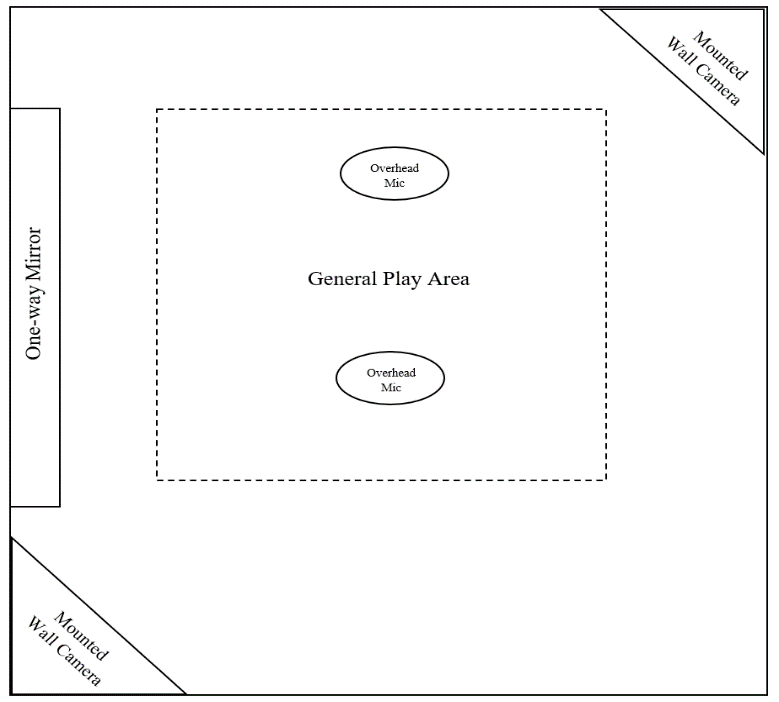 Mounted
Wall Camera
Overhead
Mic
One-way Mirror
General Play Area
Overhead
Mic
Mounted
Wall Camera